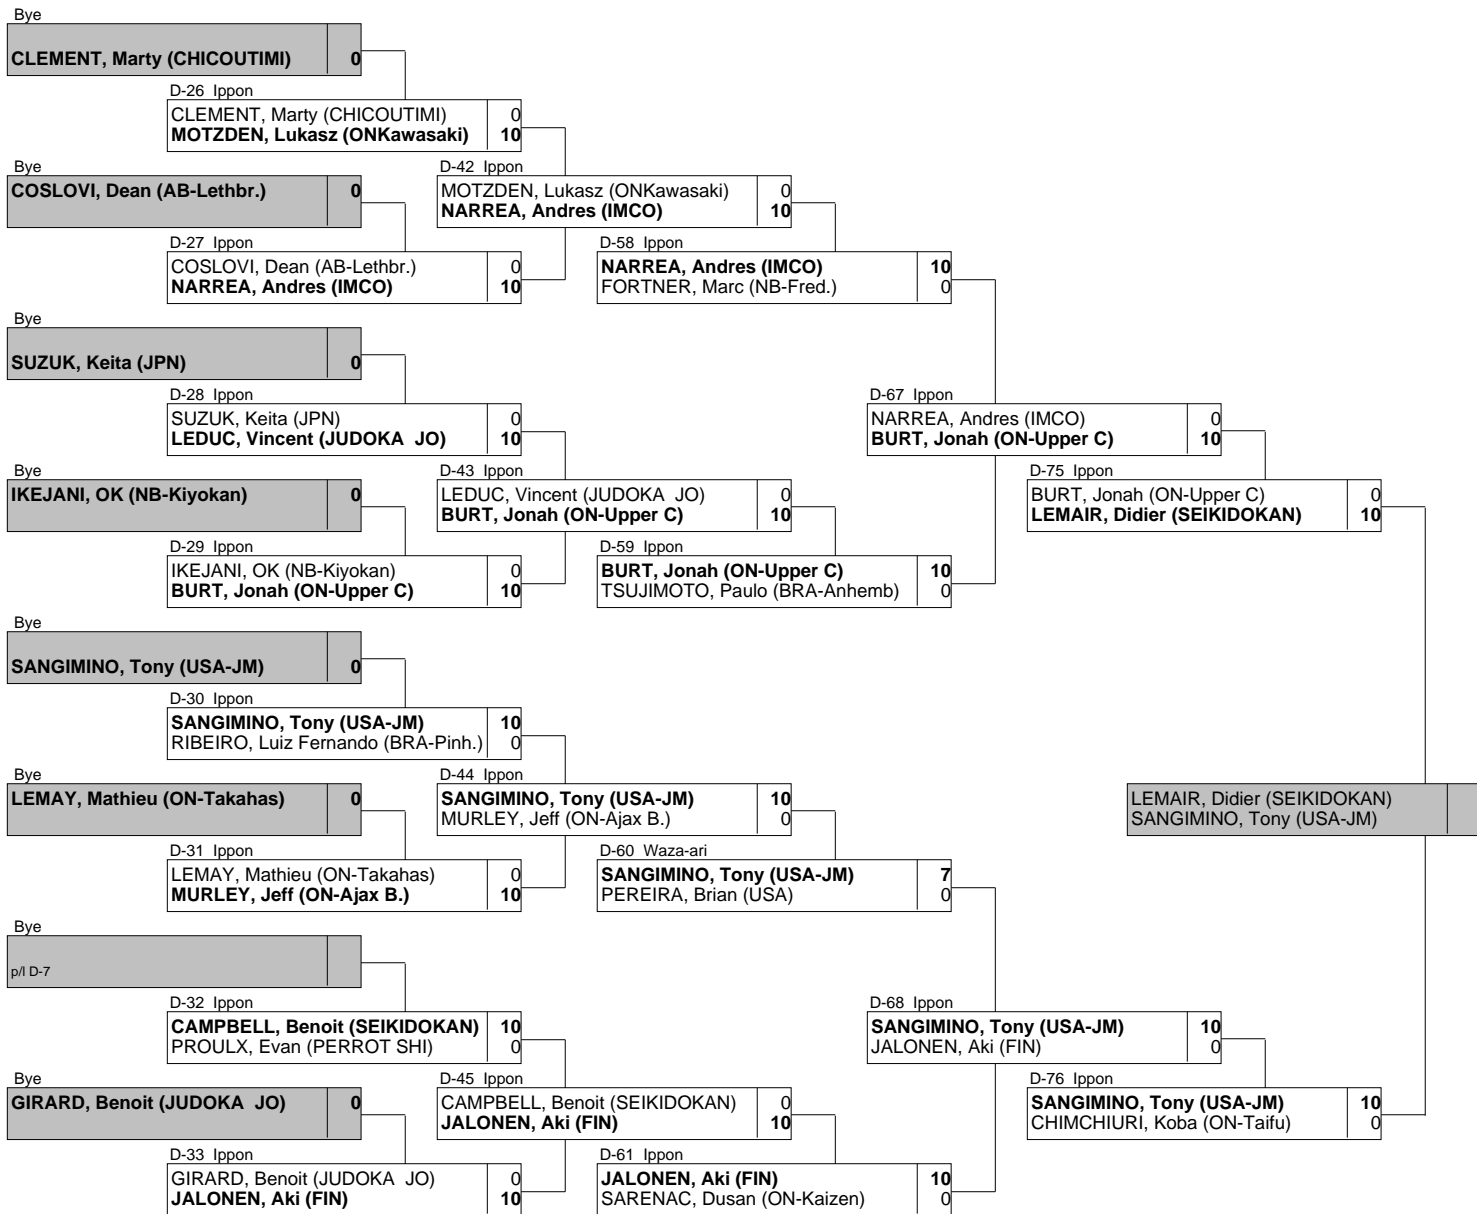 Bye
CLEMENT, Marty (CHICOUTIMI) 0
D-26 Ippon
CLEMENT, Marty (CHICOUTIMI) 0
MOTZDEN, Lukasz (ONKawasaki) 10
Bye
COSLOVI, Dean (AB-Lethbr.) 0
D-42 Ippon
MOTZDEN, Lukasz (ONKawasaki) 0
NARREA, Andres (IMCO) 10
D-27 Ippon
COSLOVI, Dean (AB-Lethbr.) 0
NARREA, Andres (IMCO) 10
D-58 Ippon
NARREA, Andres (IMCO) 10
FORTNER, Marc (NB-Fred.) 0
Bye
SUZUK, Keita (JPN) 0
D-28 Ippon
SUZUK, Keita (JPN) 0
LEDUC, Vincent (JUDOKA JO) 10
D-67 Ippon
NARREA, Andres (IMCO) 0
BURT, Jonah (ON-Upper C) 10
Bye
IKEJANI, OK (NB-Kiyokan) 0
D-43 Ippon
LEDUC, Vincent (JUDOKA JO) 0
BURT, Jonah (ON-Upper C) 10
D-75 Ippon
BURT, Jonah (ON-Upper C) 0
LEMAIR, Didier (SEIKIDOKAN) 10
D-29 Ippon
IKEJANI, OK (NB-Kiyokan) 0
BURT, Jonah (ON-Upper C) 10
D-59 Ippon
BURT, Jonah (ON-Upper C) 10
TSUJIMOTO, Paulo (BRA-Anhemb) 0
Bye
SANGIMINO, Tony (USA-JM) 0
D-30 Ippon
SANGIMINO, Tony (USA-JM) 10
RIBEIRO, Luiz Fernando (BRA-Pinh.) 0
Bye
LEMAY, Mathieu (ON-Takahas) 0
D-44 Ippon
SANGIMINO, Tony (USA-JM) 10
MURLEY, Jeff (ON-Ajax B.) 0
LEMAIR, Didier (SEIKIDOKAN)
SANGIMINO, Tony (USA-JM)
D-31 Ippon
LEMAY, Mathieu (ON-Takahas) 0
MURLEY, Jeff (ON-Ajax B.) 10
D-60 Waza-ari
SANGIMINO, Tony (USA-JM) 7
PEREIRA, Brian (USA) 0
Bye
p/l D-7
D-32 Ippon
CAMPBELL, Benoit (SEIKIDOKAN) 10
PROULX, Evan (PERROT SHI) 0
D-68 Ippon
SANGIMINO, Tony (USA-JM) 10
JALONEN, Aki (FIN) 0
Bye
GIRARD, Benoit (JUDOKA JO) 0
D-45 Ippon
CAMPBELL, Benoit (SEIKIDOKAN) 0
JALONEN, Aki (FIN) 10
D-76 Ippon
SANGIMINO, Tony (USA-JM) 10
CHIMCHIURI, Koba (ON-Taifu) 0
D-33 Ippon
GIRARD, Benoit (JUDOKA JO) 0
JALONEN, Aki (FIN) 10
D-61 Ippon
JALONEN, Aki (FIN) 10
SARENAC, Dusan (ON-Kaizen) 0